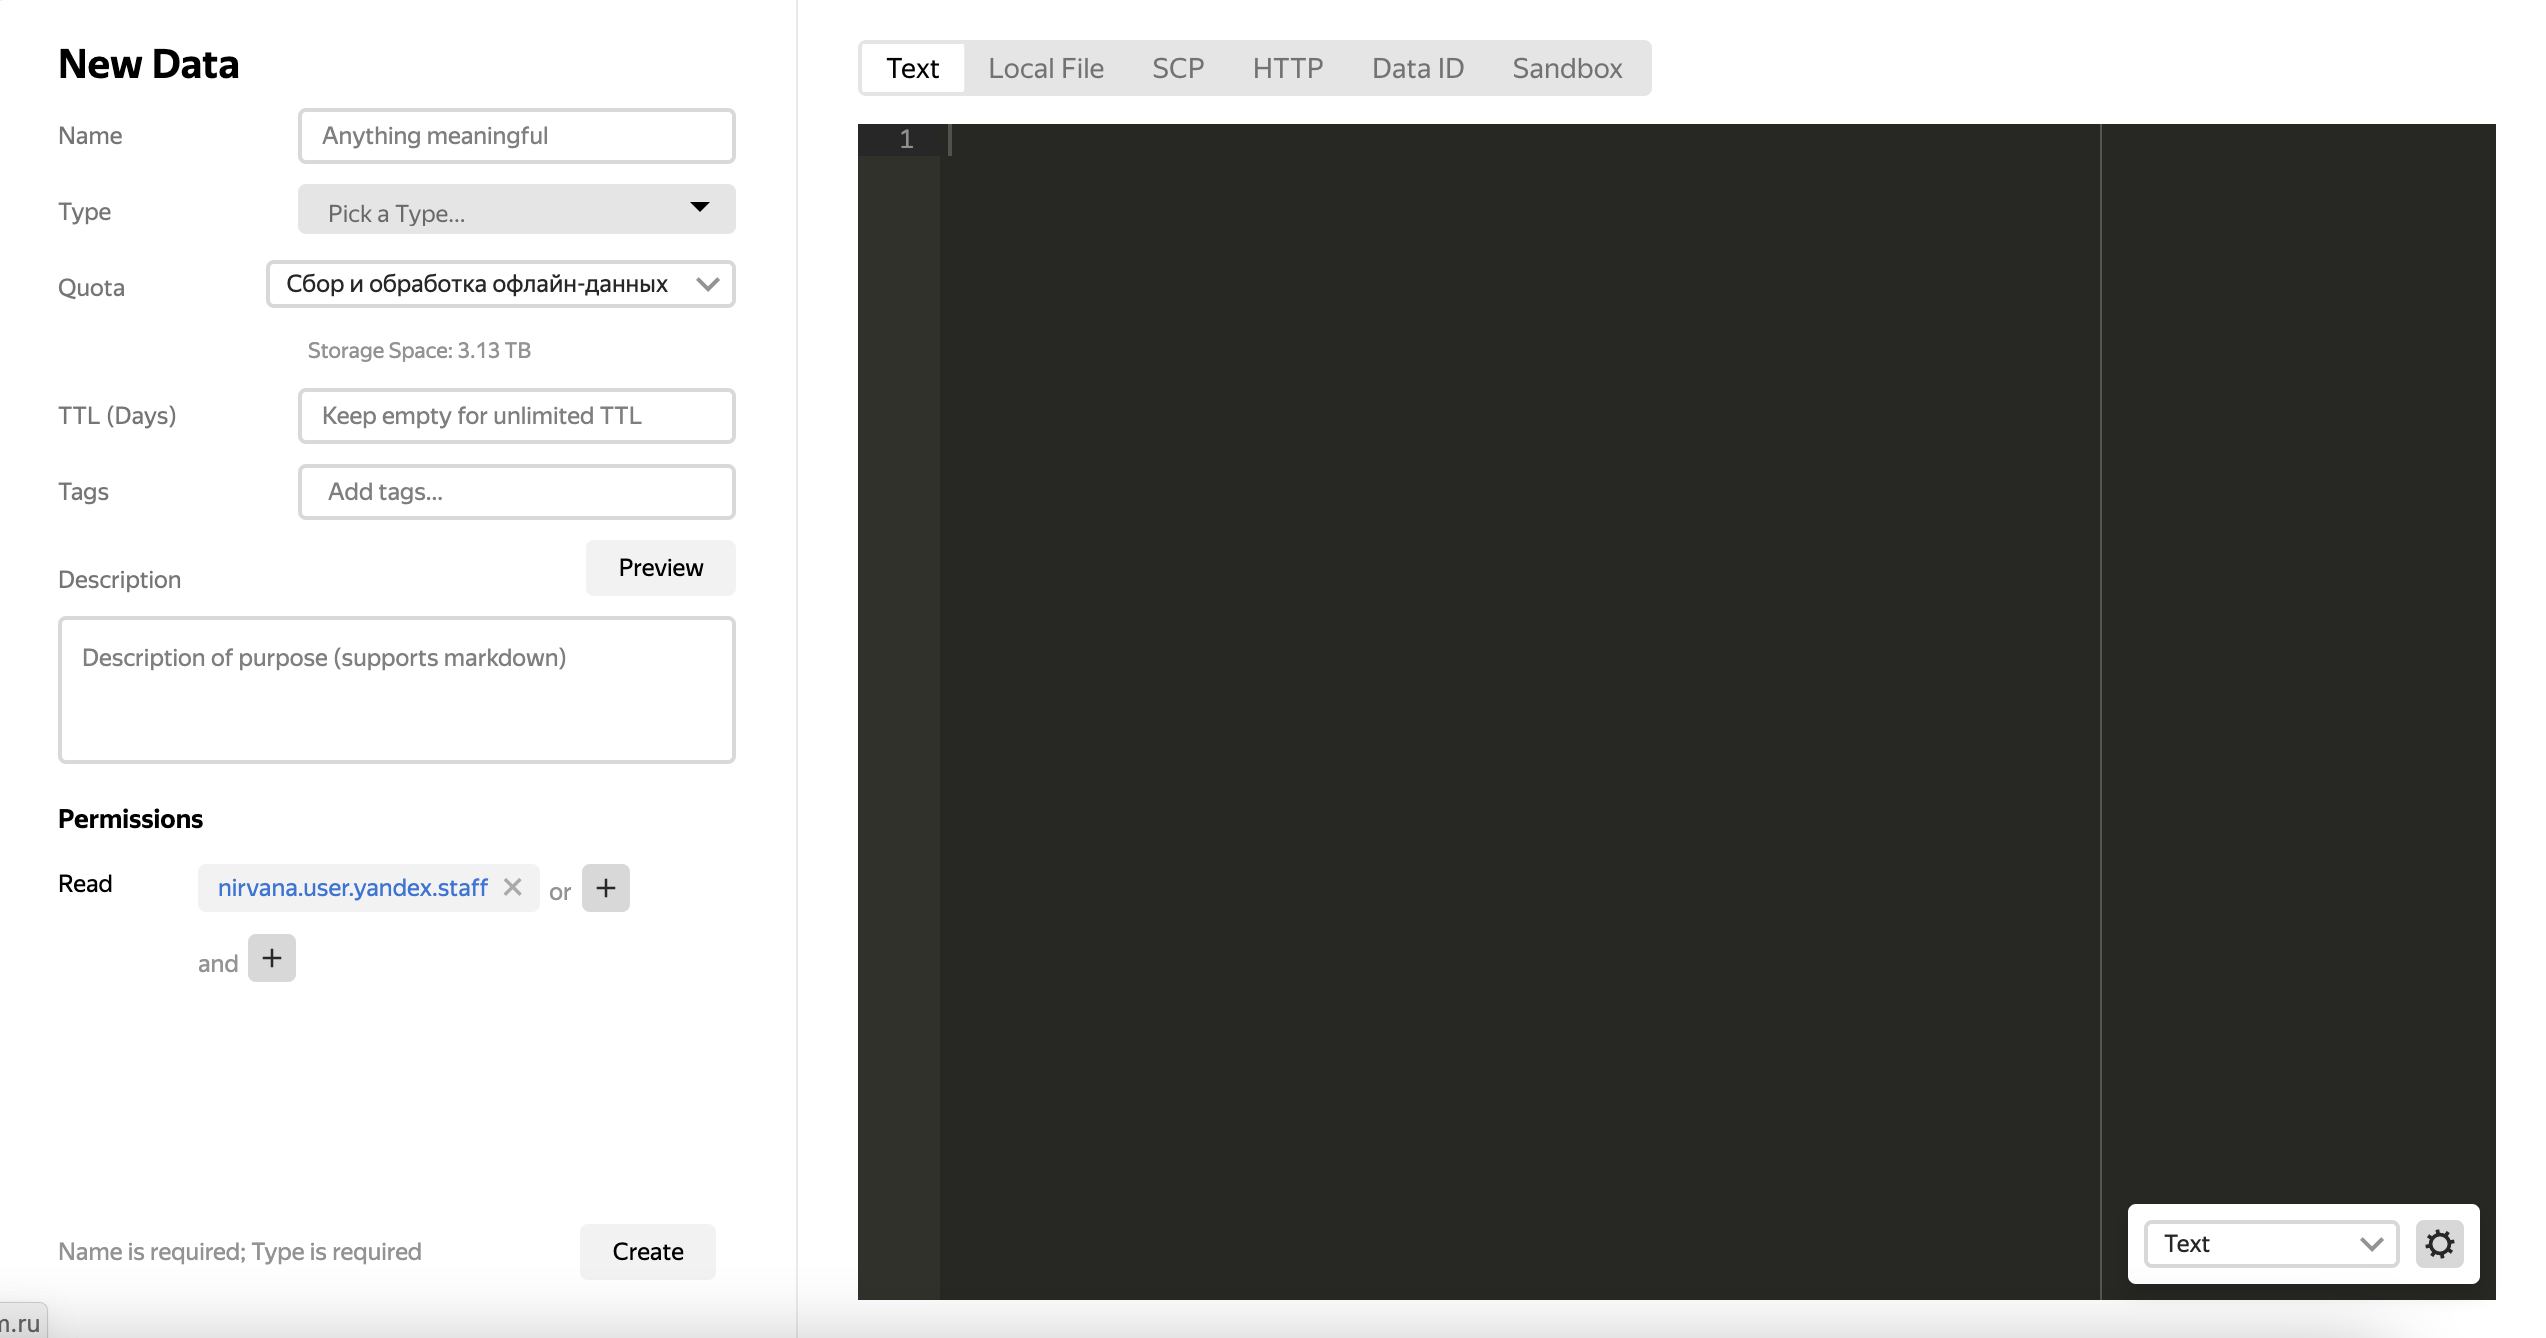 New Data
Name
Anything meaningful
Type
Pick a Type...
Quota
Сбор и обработка офлайн-данных
Storage Space: 3.13 TB
TTL (Days)
Keep empty for unlimited TTL
Tags
Add tags...
Description
Preview
Description of purpose (supports markdown)
Permissions
Read
nirvana.user.yandex.staff
or
+
and
+
Name is required; Type is required
Create
Text
Local File
SCP
HTTP
Data ID
Sandbox
1
Text